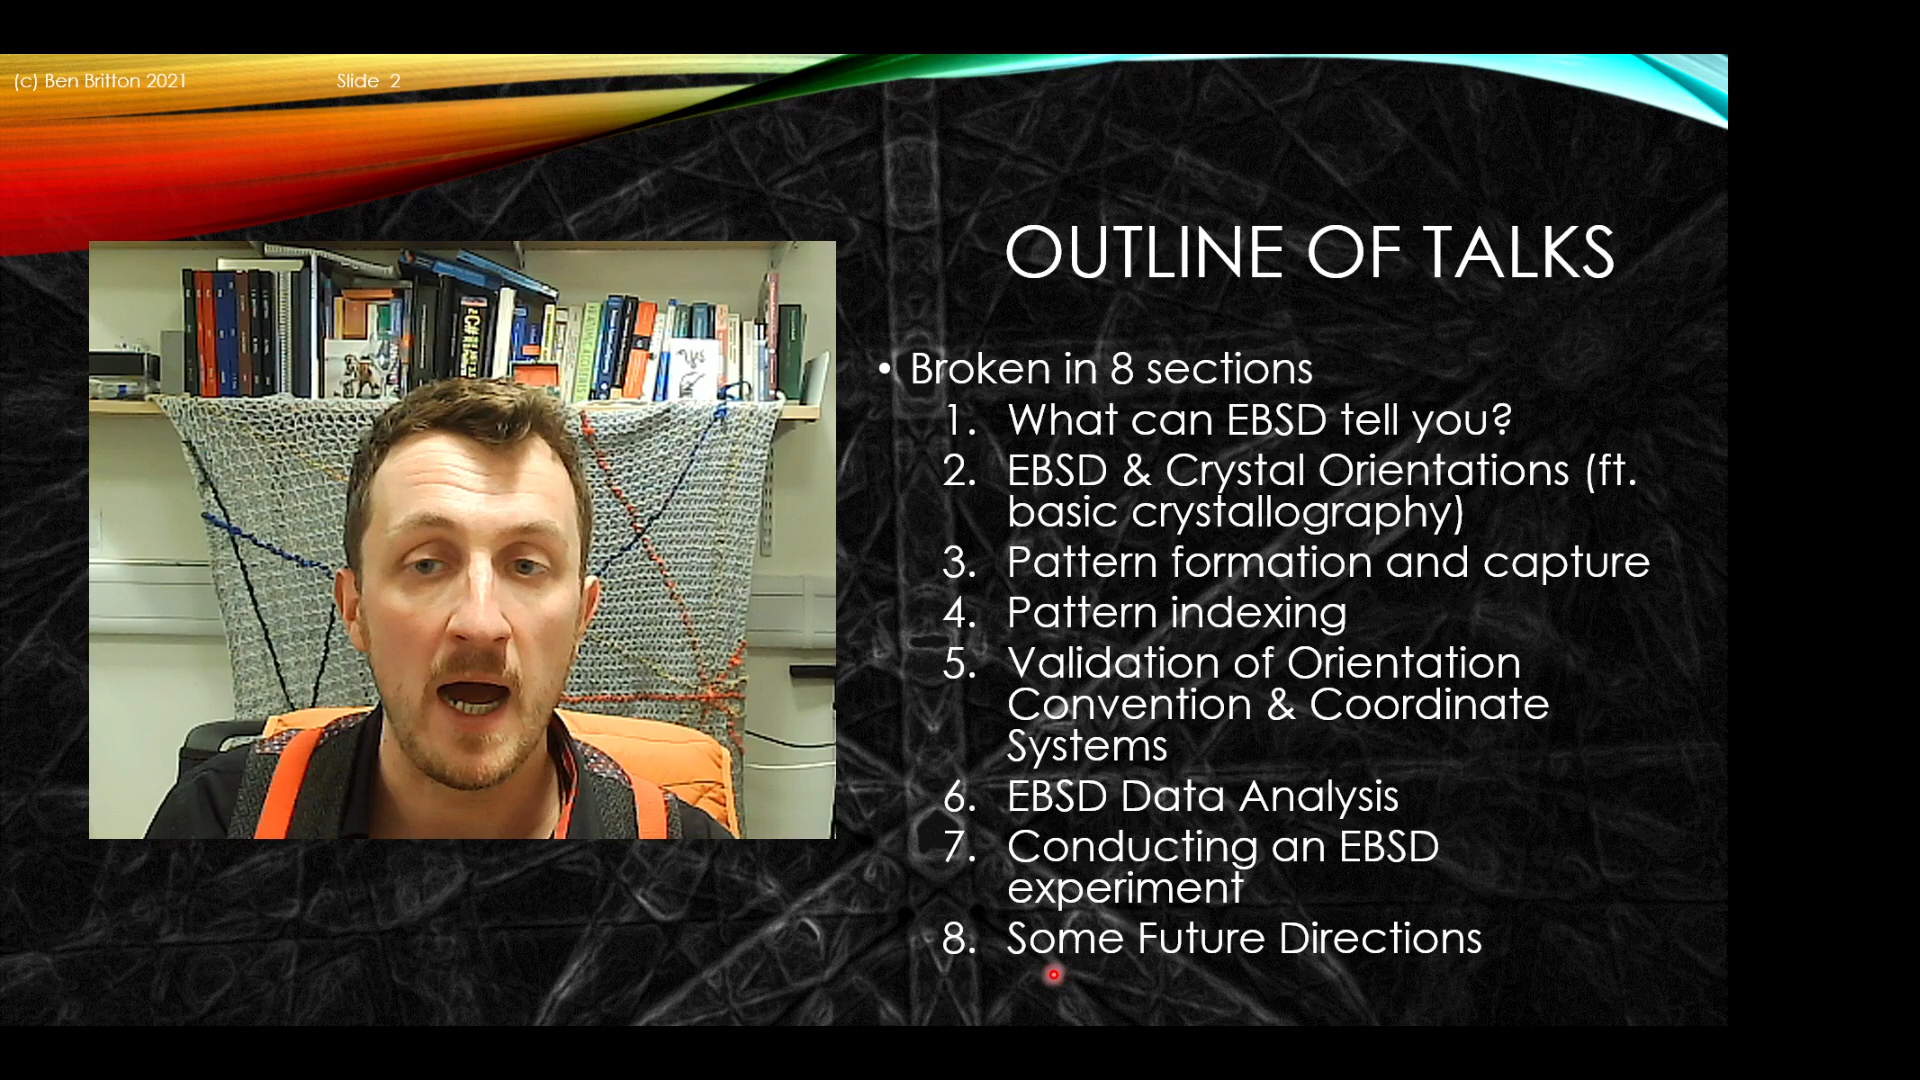 (c) Ben Britton 2021 Slide 2
OUTLINE OF TALKS
• Broken in 8 sections
1. What can EBSD tell you?
2. EBSD & Crystal Orientations (ft.
basic crystallography)
3. Pattern formation and capture
4. Pattern indexing
5. Validation of Orientation
Convention & Coordinate
Systems
6. EBSD Data Analysis
7. Conducting an EBSD
experiment
8. Some Future Directions